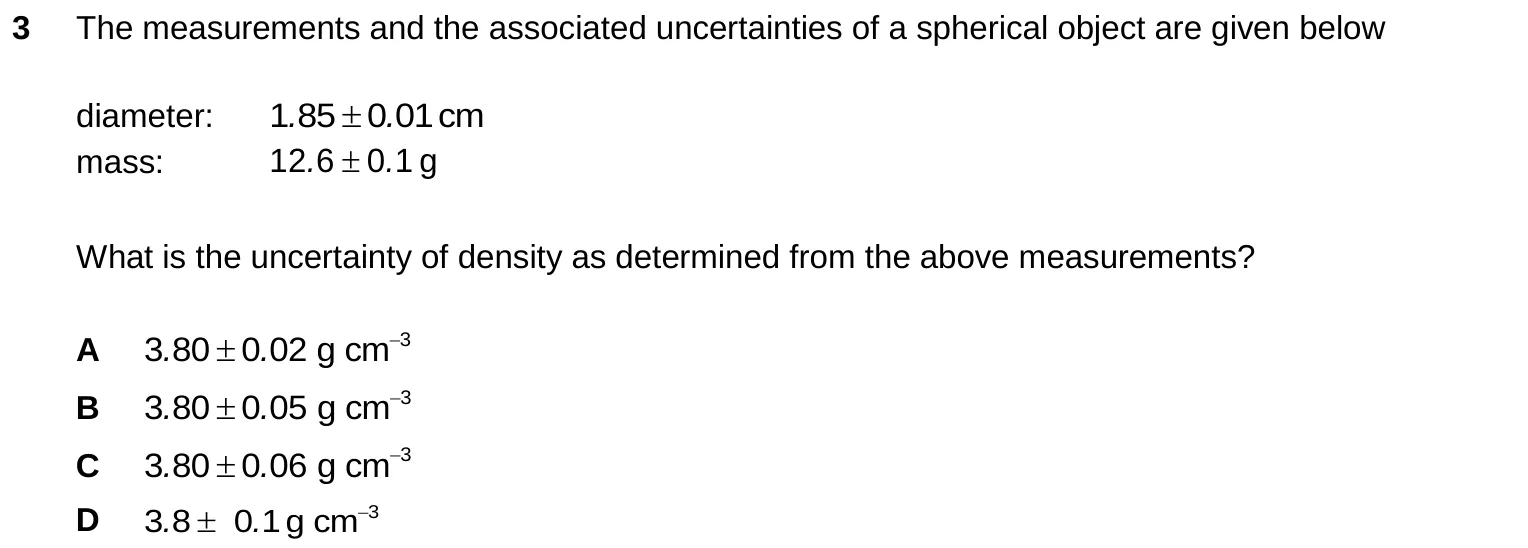 3 The measurements and the associated uncertainties of a spherical object are given below
diameter: 1.85 ± 0.01 cm
mass: 12.6 ± 0.1 g
What is the uncertainty of density as determined from the above measurements?
A 3.80 ± 0.02 g cm⁻³
B 3.80 ± 0.05 g cm⁻³
C 3.80 ± 0.06 g cm⁻³
D 3.8 ± 0.1 g cm⁻³